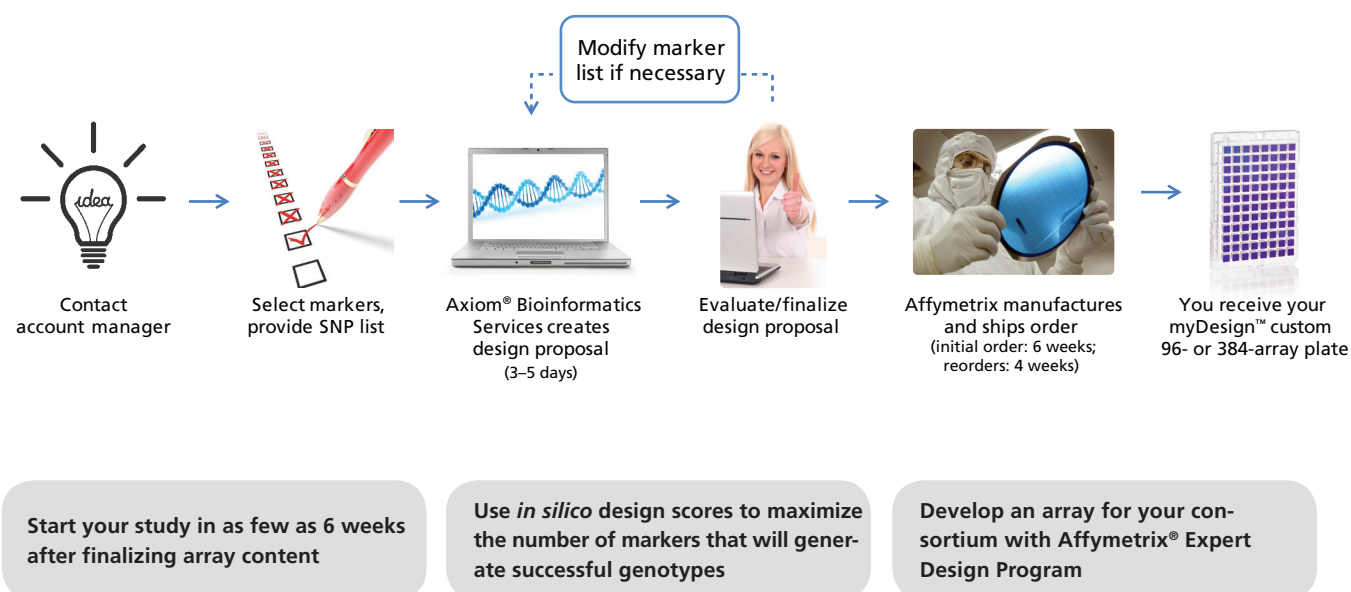 Modify marker
list if necessary
idea
Contact
account manager
Select markers,
provide SNP list
Axiom® Bioinformatics
Services creates
design proposal
(3–5 days)
Evaluate/finalize
design proposal
Affymetrix manufactures
and ships order
(initial order: 6 weeks;
reorders: 4 weeks)
You receive your
myDesign™ custom
96- or 384-array plate
Start your study in as few as 6 weeks
after finalizing array content
Use in silico design scores to maximize
the number of markers that will gener-
ate successful genotypes
Develop an array for your con-
sortium with Affymetrix® Expert
Design Program